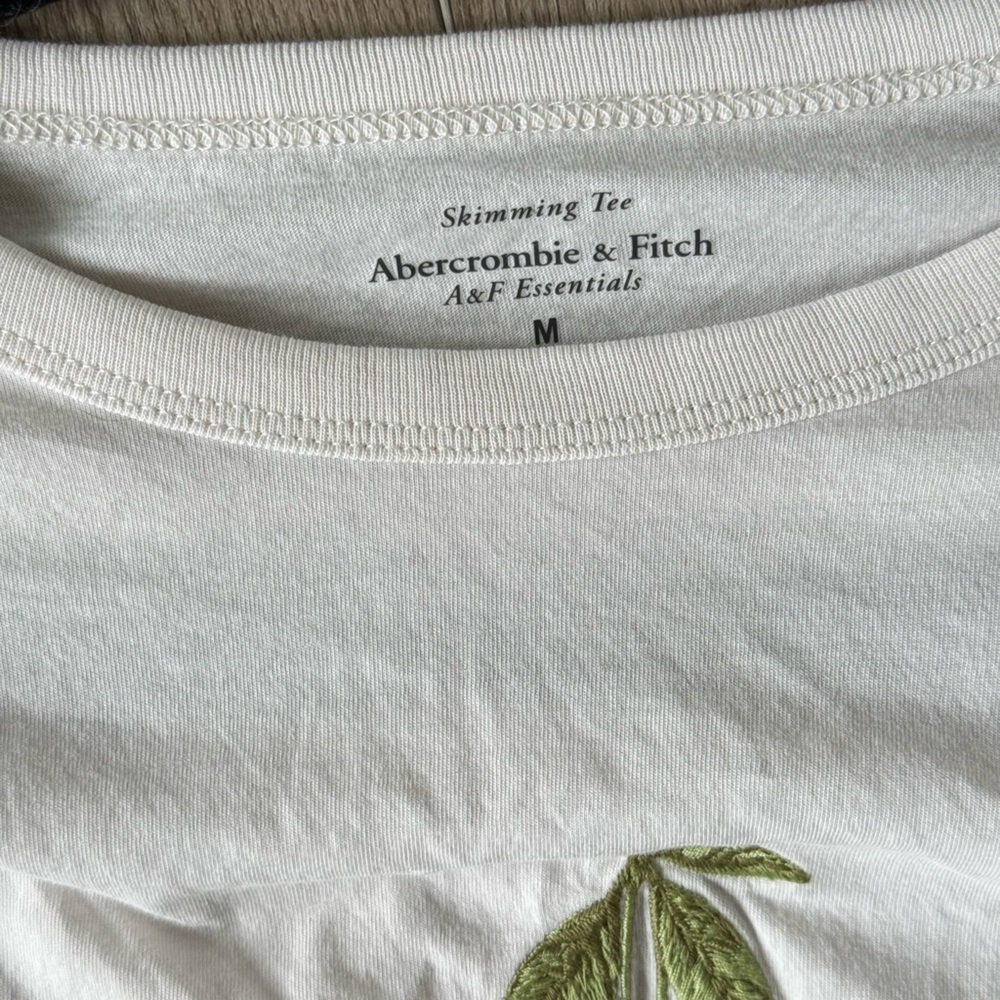 Skimming Tee
Abercrombie & Fitch
A&F Essentials
M